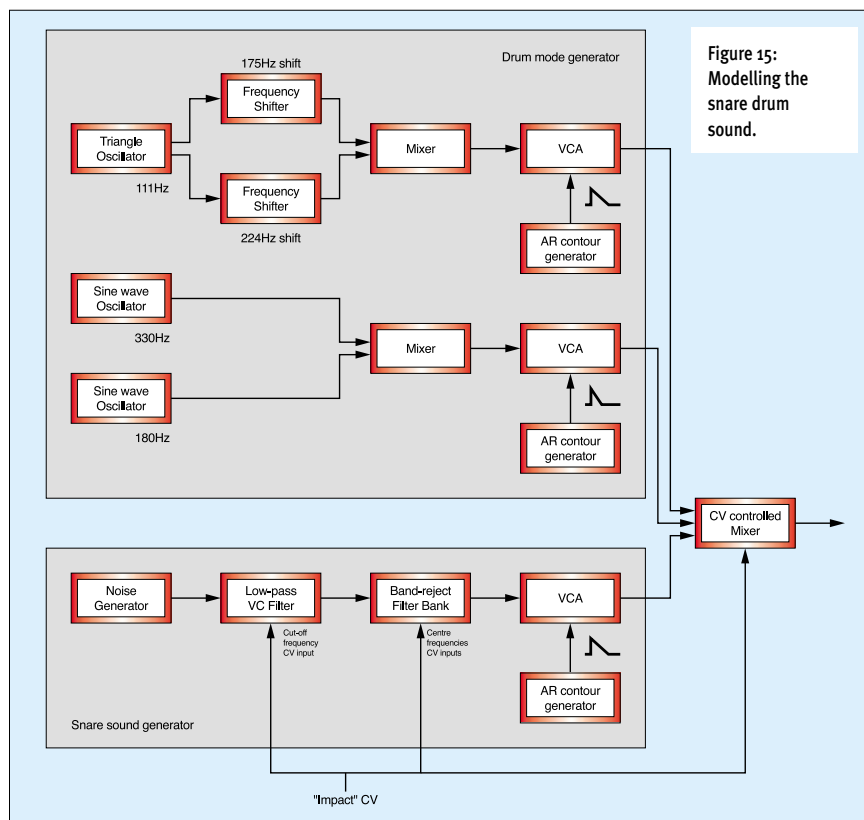 Figure 15:
Modelling the
snare drum
sound.
Drum mode generator
175Hz shift
Frequency
Shifter
Triangle
Oscillator
111Hz
Frequency
Shifter
224Hz shift
Mixer
VCA
AR contour
generator
Sine wave
Oscillator
330Hz
Sine wave
Oscillator
180Hz
Mixer
VCA
AR contour
generator
CV controlled
Mixer
Noise
Generator
Low-pass
VC Filter
Band-reject
Filter Bank
VCA
Cut-off
frequency
CV input
Centre
frequencies
CV inputs
AR contour
generator
Snare sound generator
"Impact" CV